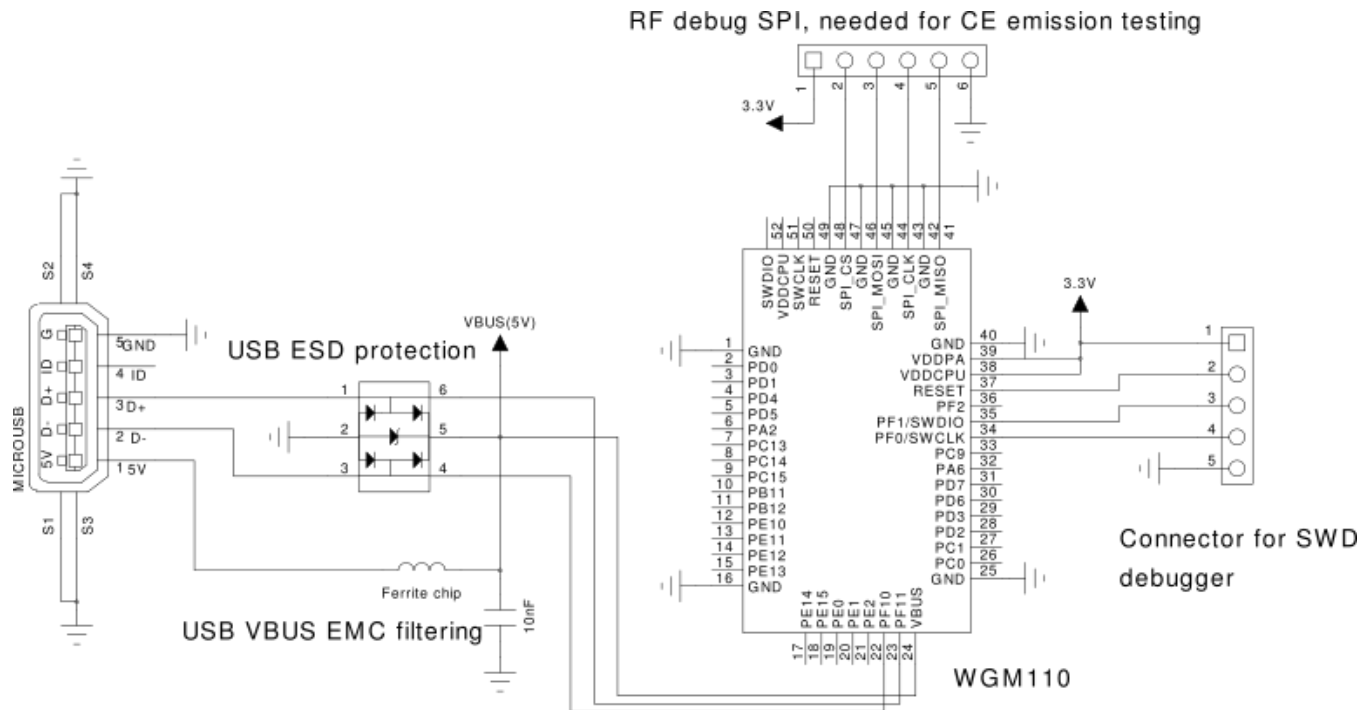 RF debug SPI, needed for CE emission testing
1
2
3
4
5
6
3.3V
S2
S4
MICROUSB
G
ID
D+
D-
5V
5 GND
4 ID
3 D+
2 D-
1 5V
S1
S3
USB ESD protection
VBUS(5V)
1
2
3
6
5
4
Ferrite chip
10nF
USB VBUS EMC filtering
52
51
50
49
48
47
46
45
44
43
42
41
SWDIO
VDDCPU
SWCLK
RESET
GND
SPI_CS
GND
SPI_MOSI
GND
SPI_CLK
GND
SPI_MISO
1 GND
2 PD0
3 PD1
4 PD4
5 PD5
6 PA2
7 PC13
8 PC14
9 PC15
10 PB11
11 PB12
12 PE10
13 PE11
14 PE12
15 PE13
16 GND
GND 40
VDDPA 39
VDDCPU 38
RESET 37
PF2 36
PF1/SWDIO 35
PF0/SWCLK 34
PC9 33
PA6 32
PD7 31
PD6 30
PD3 29
PD2 28
PC1 27
PC0 26
GND 25
PE14
PE15
PE0
PE1
PE2
PF10
PF11
VBUS
17
18
19
20
21
22
23
24
WGM110
3.3V
1
2
3
4
5
Connector for SWD
debugger